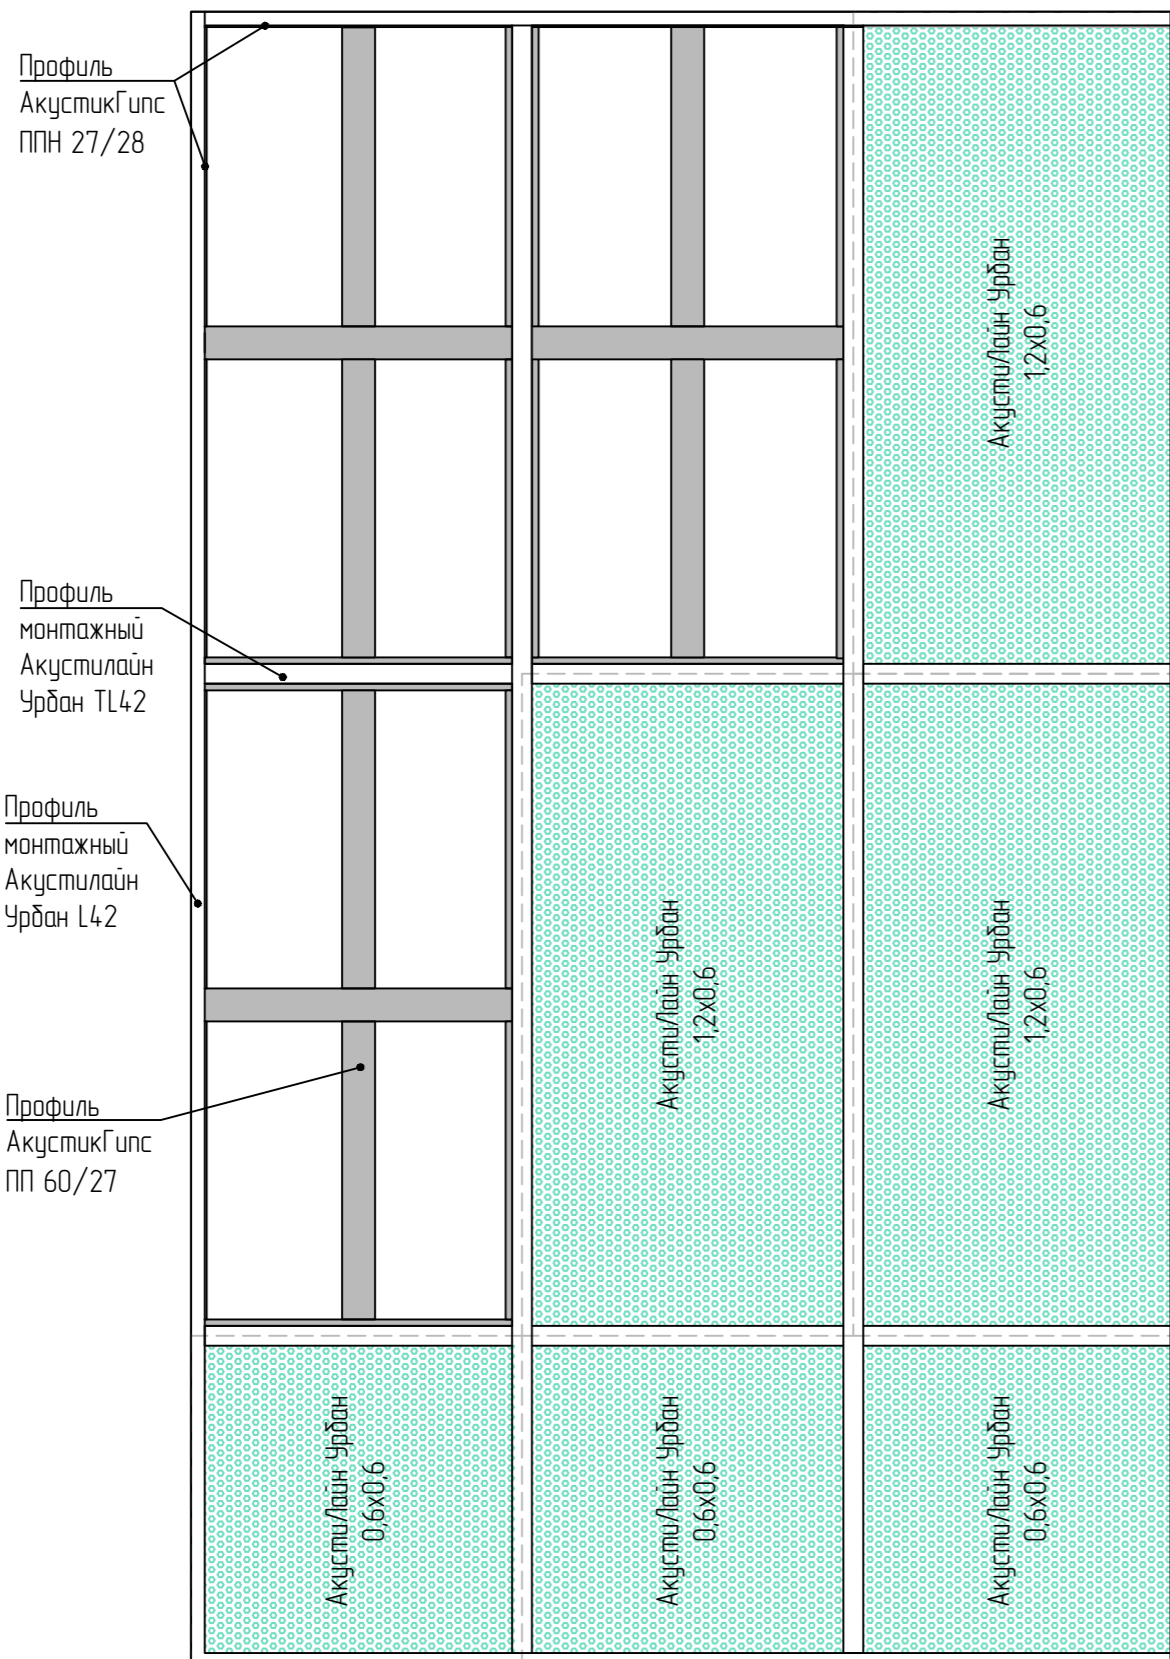 Профиль
АкустикГипс
ППН 27/28
АкустиЛайн Урбан
1,2х0,6
Профиль
монтажный
Акустилайн
Урбан TL42
Профиль
монтажный
Акустилайн
Урбан L42
АкустиЛайн Урбан
1,2х0,6
АкустиЛайн Урбан
1,2х0,6
Профиль
АкустикГипс
ПП 60/27
АкустиЛайн Урбан
0,6х0,6
АкустиЛайн Урбан
0,6х0,6
АкустиЛайн Урбан
0,6х0,6